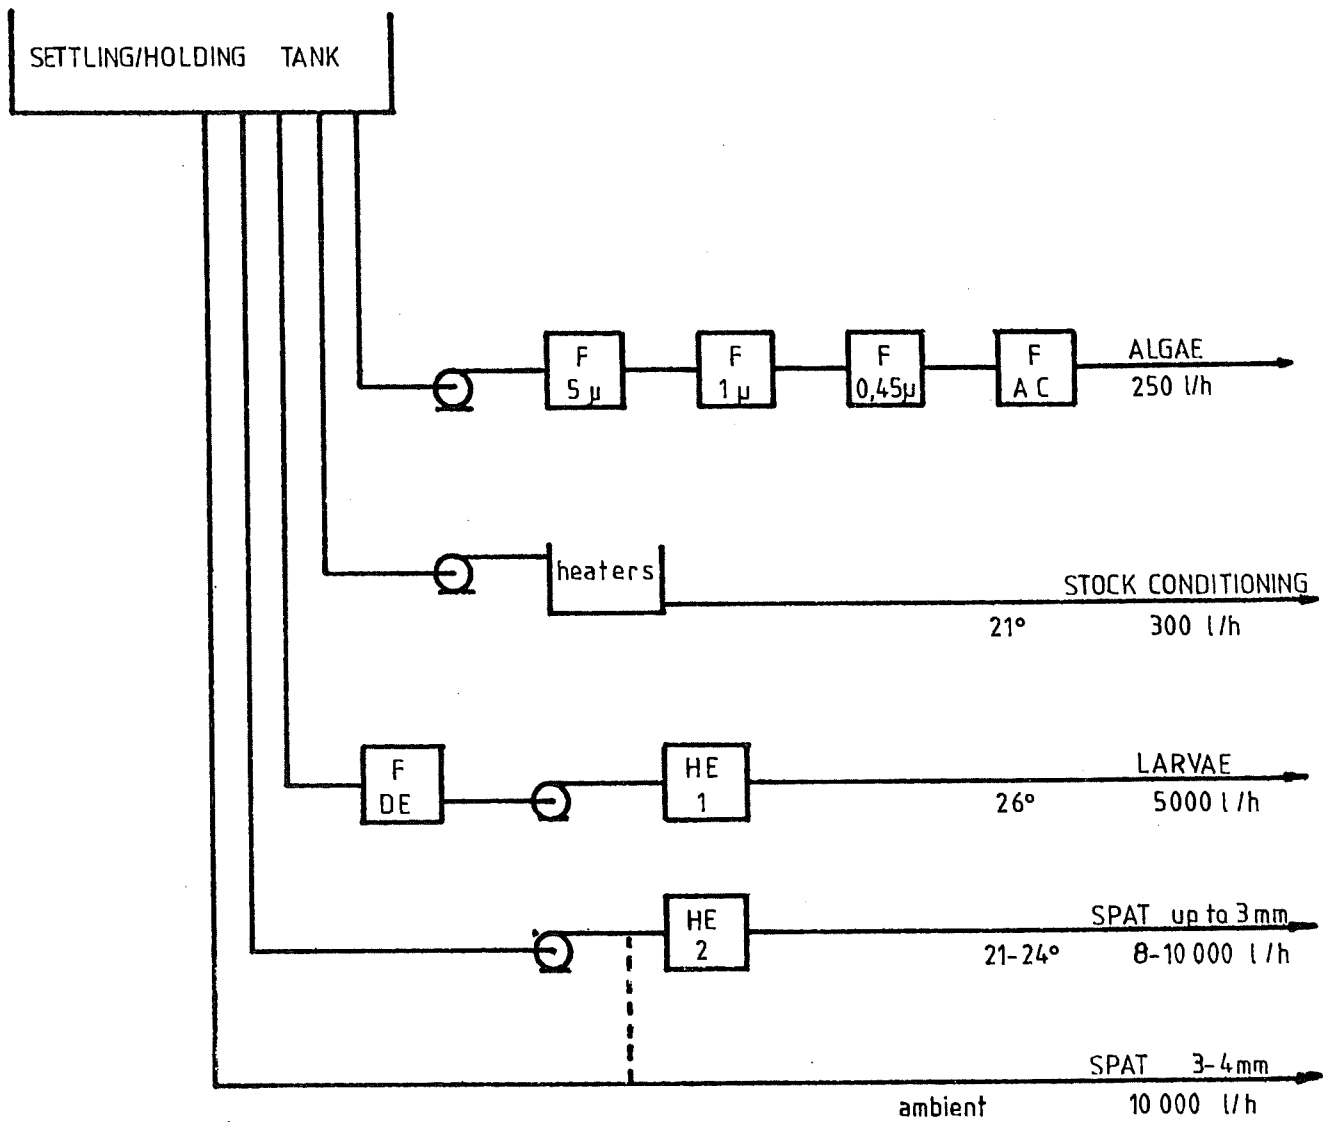 SETTLING/HOLDING TANK
F
5 µ
F
1 µ
F
0,45µ
F
A C
ALGAE
250 l/h
heaters
STOCK CONDITIONING
21° 300 l/h
F
DE
HE
1
LARVAE
26° 5000 l/h
HE
2
SPAT up to 3 mm
21-24° 8-10 000 l/h
SPAT 3-4mm
ambient 10 000 l/h